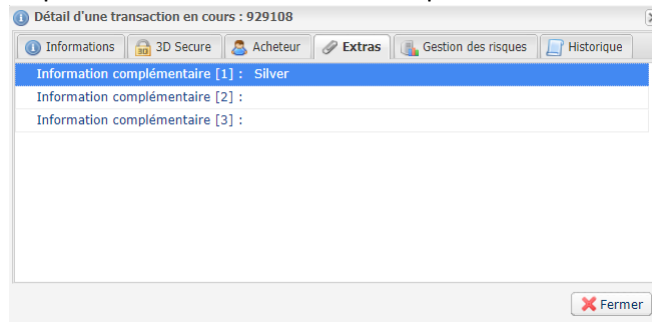 Détail d'une transaction en cours : 929108
Informations 3D Secure Acheteur Extras Gestion des risques Historique
Information complémentaire [1] : Silver
Information complémentaire [2] :
Information complémentaire [3] :
Fermer